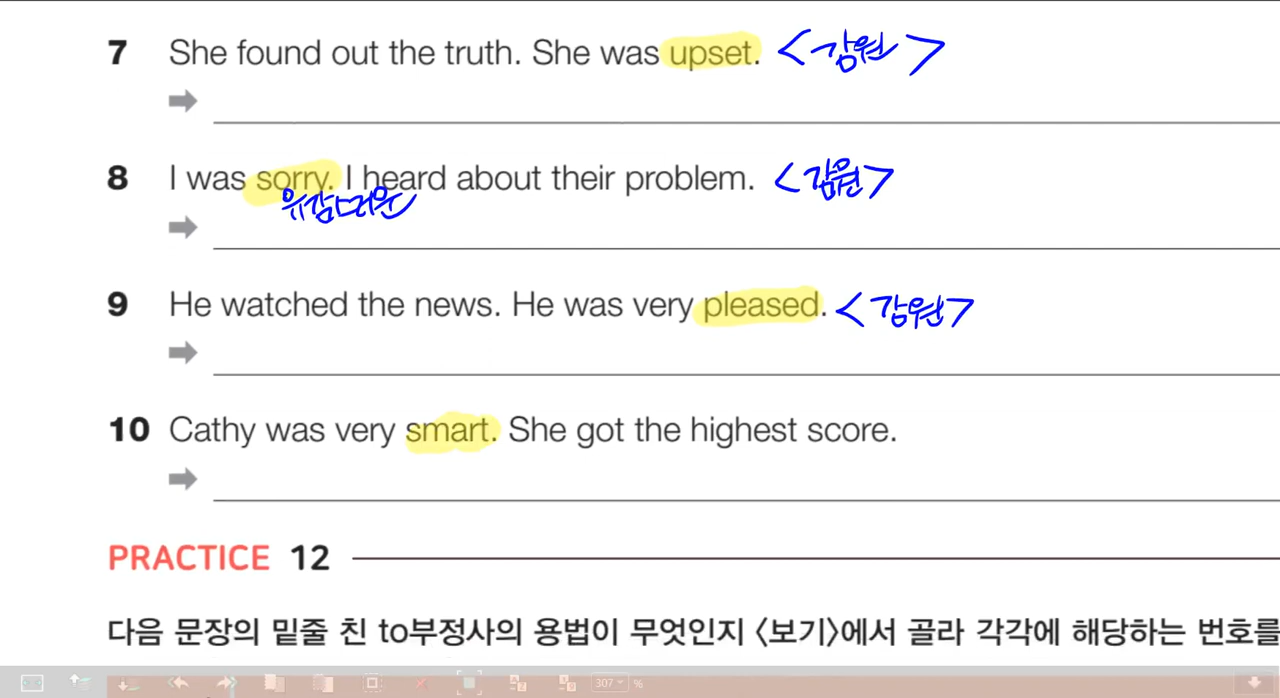 7 She found out the truth. She was upset. <감원>
8 I was sorry. I heard about their problem. <감원>
유감스러운
9 He watched the news. He was very pleased. <감원>
10 Cathy was very smart. She got the highest score.
PRACTICE 12
다음 문장의 밑줄 친 to부정사의 용법이 무엇인지 <보기>에서 골라 각각에 해당하는 번호를
307 %